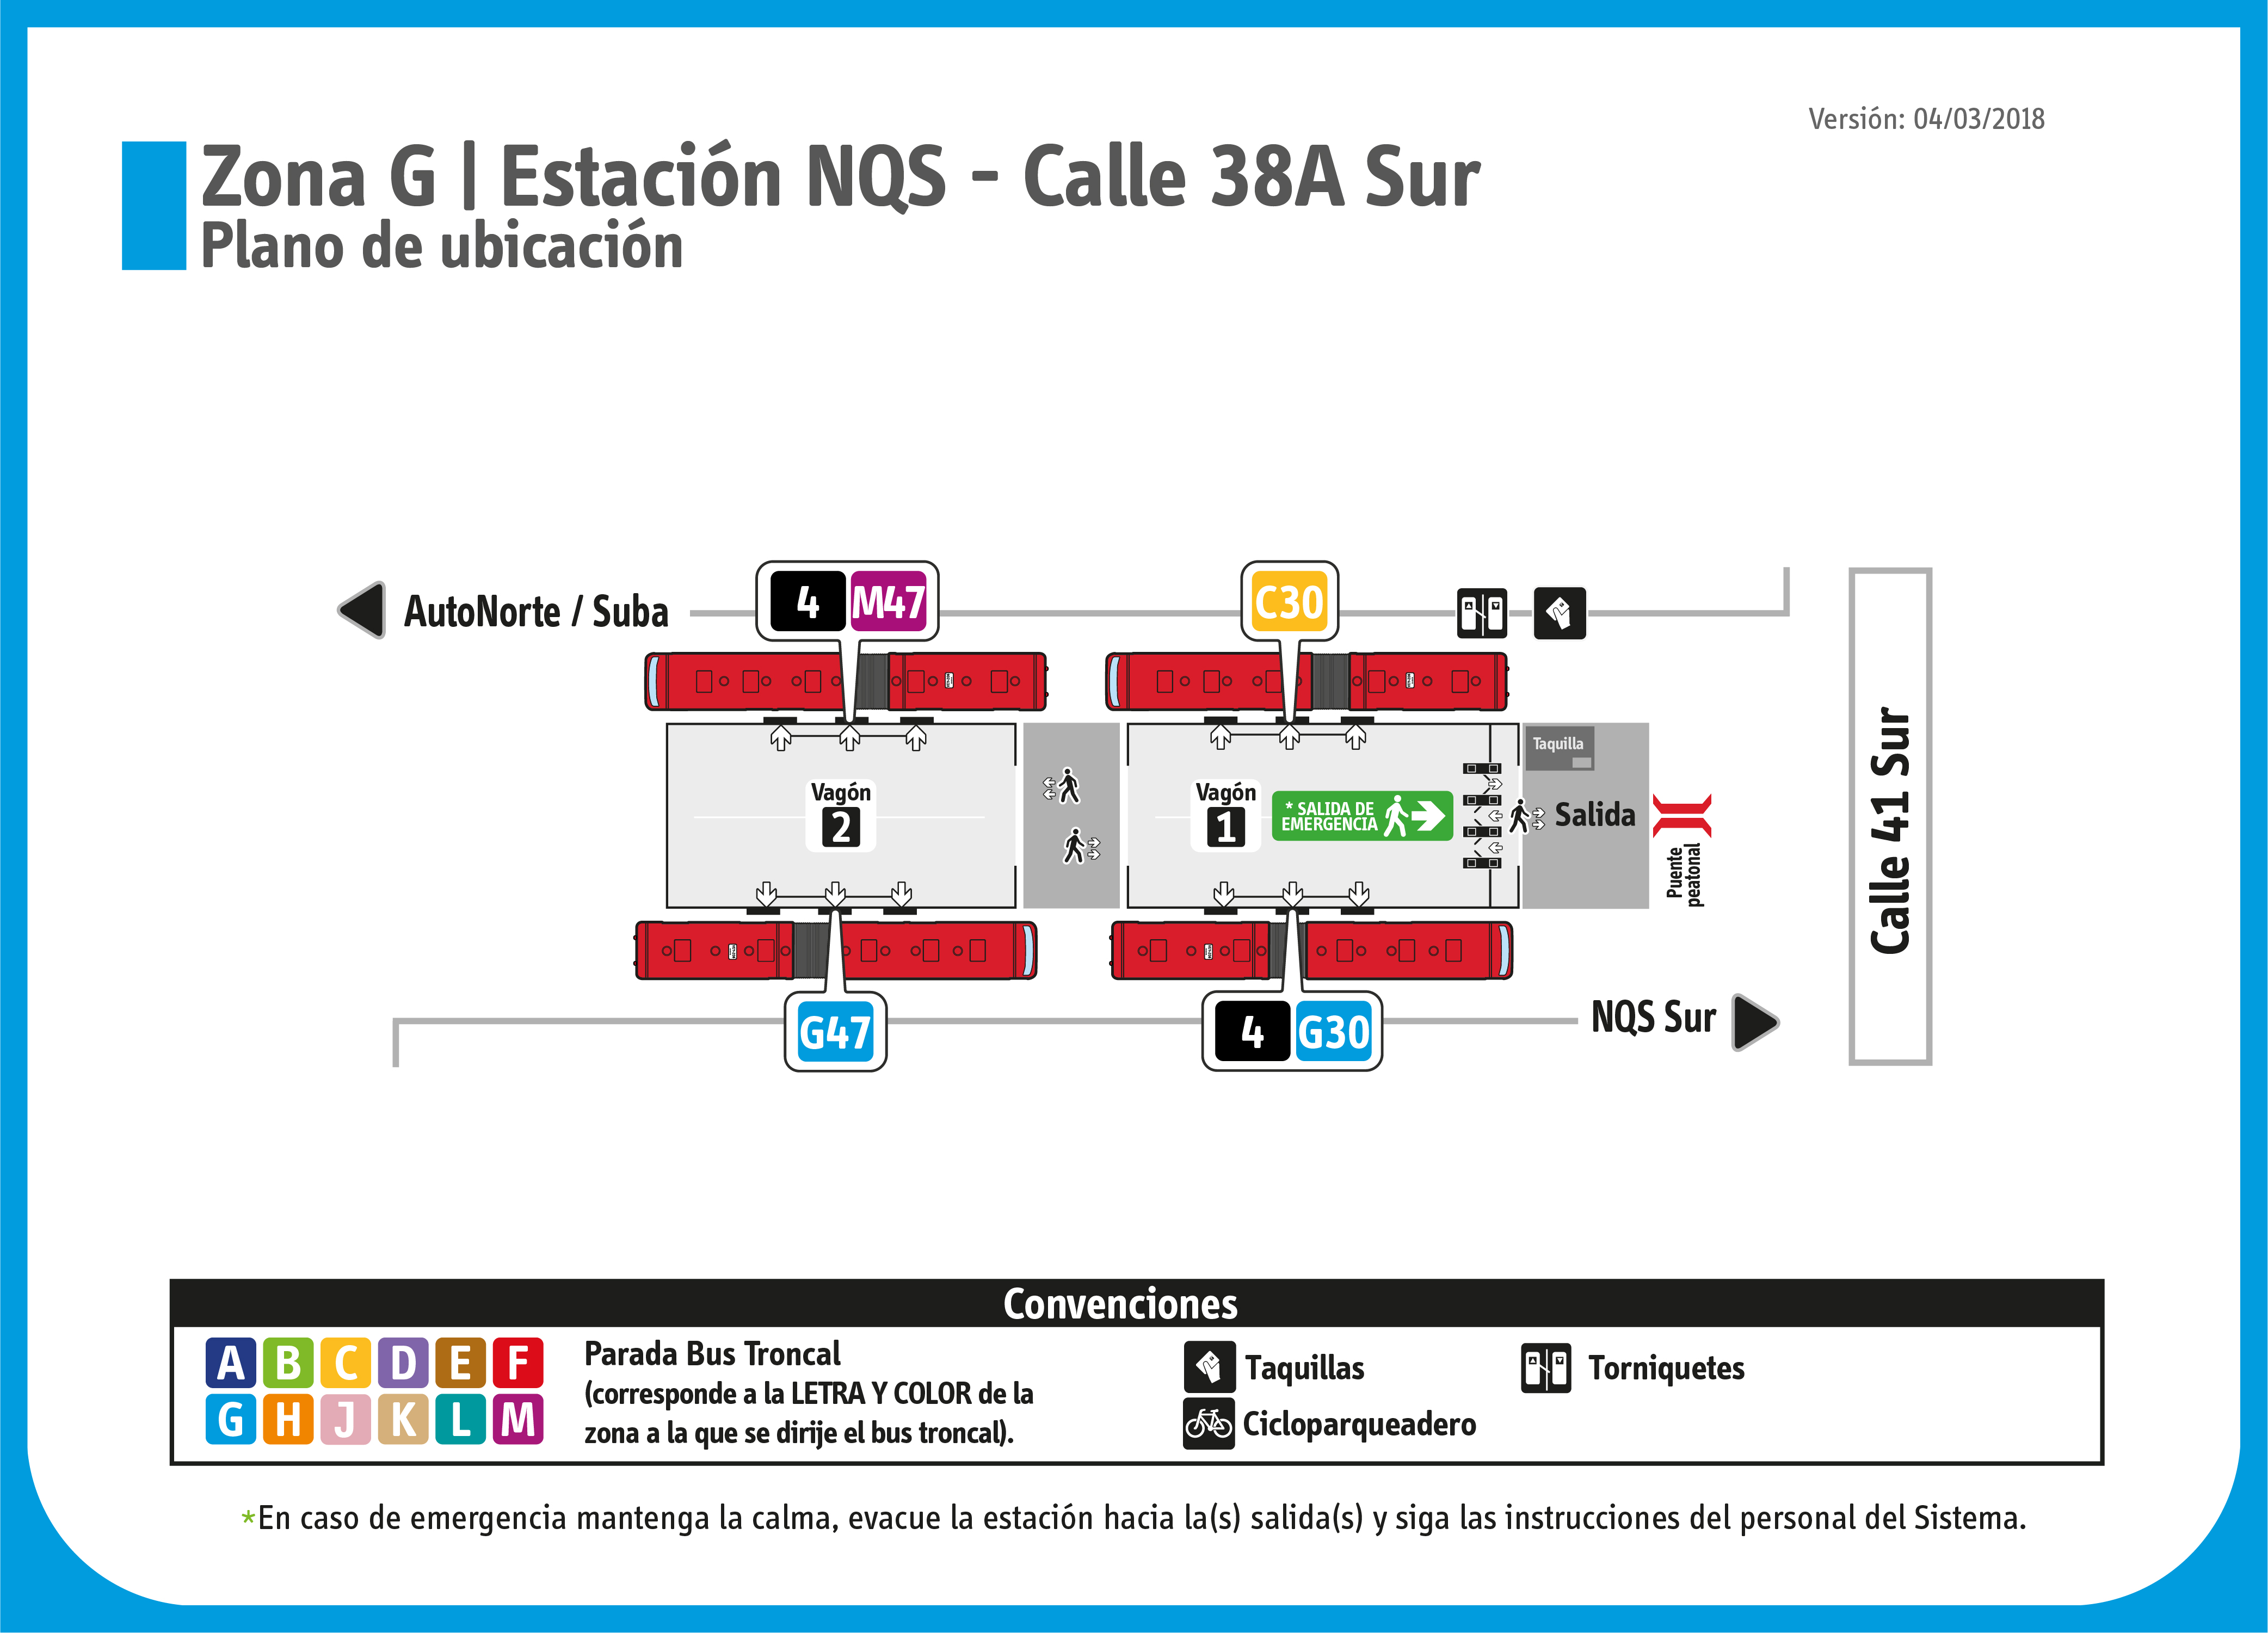 Versión: 04/03/2018
Zona G | Estación NQS - Calle 38A Sur
Plano de ubicación
AutoNorte / Suba
4 M47
C30
Taquilla
Vagón
2
Vagón
1
* SALIDA DE
EMERGENCIA
Salida
Puente
peatonal
Calle 41 Sur
G47
4 G30
NQS Sur
Convenciones
A B C D E F
G H J K L M
Parada Bus Troncal
(corresponde a la LETRA Y COLOR de la
zona a la que se dirije el bus troncal).
Taquillas
Cicloparqueadero
Torniquetes
*En caso de emergencia mantenga la calma, evacue la estación hacia la(s) salida(s) y siga las instrucciones del personal del Sistema.